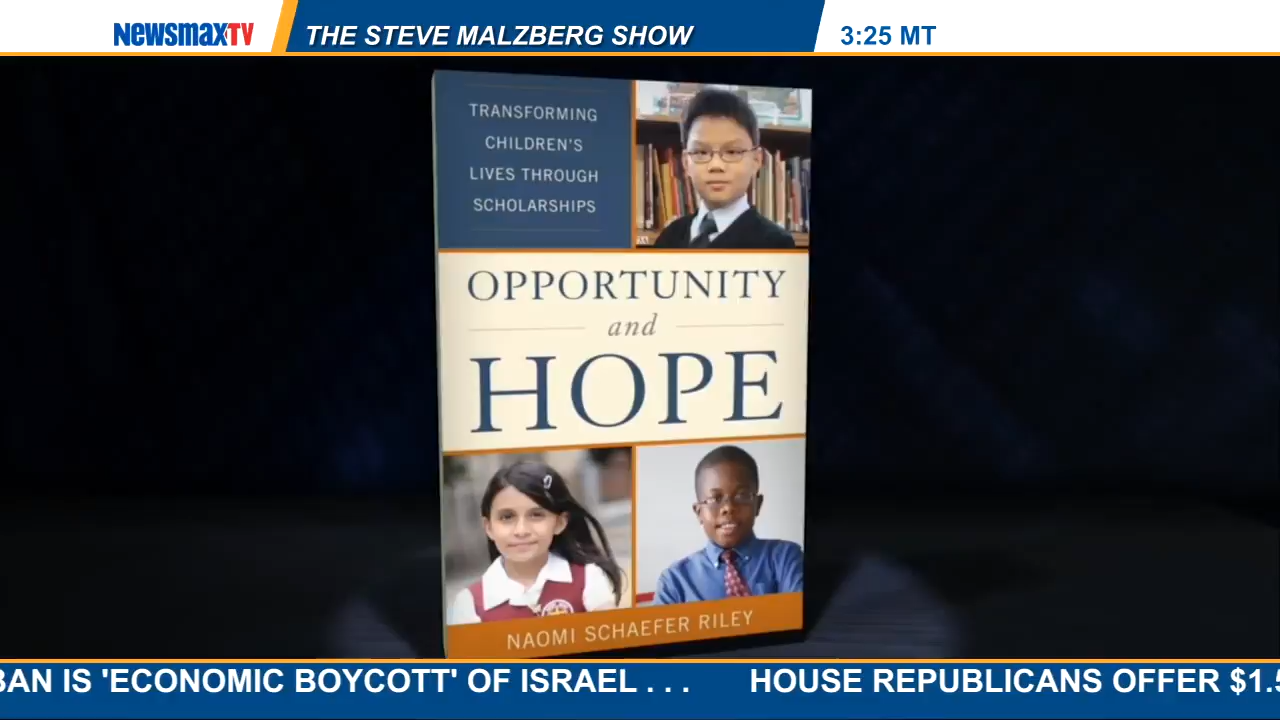 NEWSMAXTV
THE STEVE MALZBERG SHOW
3:25 MT
TRANSFORMING
CHILDREN'S
LIVES THROUGH
SCHOLARSHIPS
OPPORTUNITY
and
HOPE
NAOMI SCHAEFER RILEY
BAN IS 'ECONOMIC BOYCOTT' OF ISRAEL . . . HOUSE REPUBLICANS OFFER $1.5